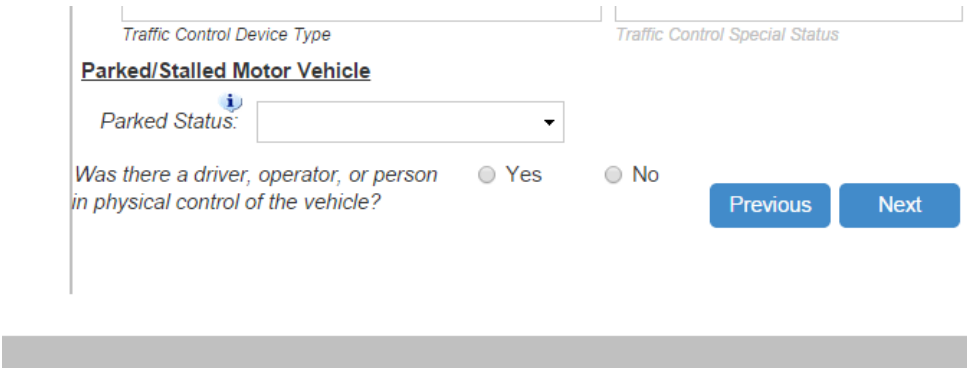 Traffic Control Device Type Traffic Control Special Status
Parked/Stalled Motor Vehicle
Parked Status:
Was there a driver, operator, or person Yes No
in physical control of the vehicle?
Previous Next